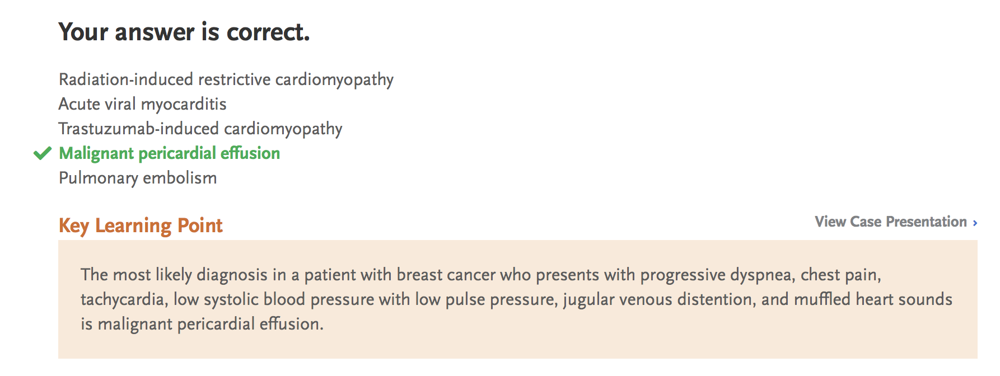 Your answer is correct.
Radiation-induced restrictive cardiomyopathy
Acute viral myocarditis
Trastuzumab-induced cardiomyopathy
Malignant pericardial effusion
Pulmonary embolism
Key Learning Point
View Case Presentation ›
The most likely diagnosis in a patient with breast cancer who presents with progressive dyspnea, chest pain,
tachycardia, low systolic blood pressure with low pulse pressure, jugular venous distention, and muffled heart sounds
is malignant pericardial effusion.